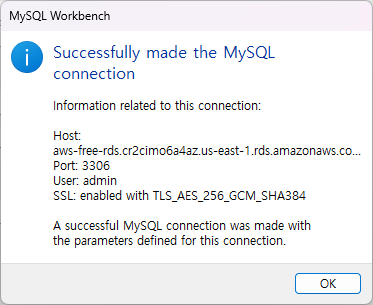 MySQL Workbench
Successfully made the MySQL
connection
Information related to this connection:
Host:
aws-free-rds.cr2cimo6a4az.us-east-1.rds.amazonaws.co...
Port: 3306
User: admin
SSL: enabled with TLS_AES_256_GCM_SHA384
A successful MySQL connection was made with
the parameters defined for this connection.
OK